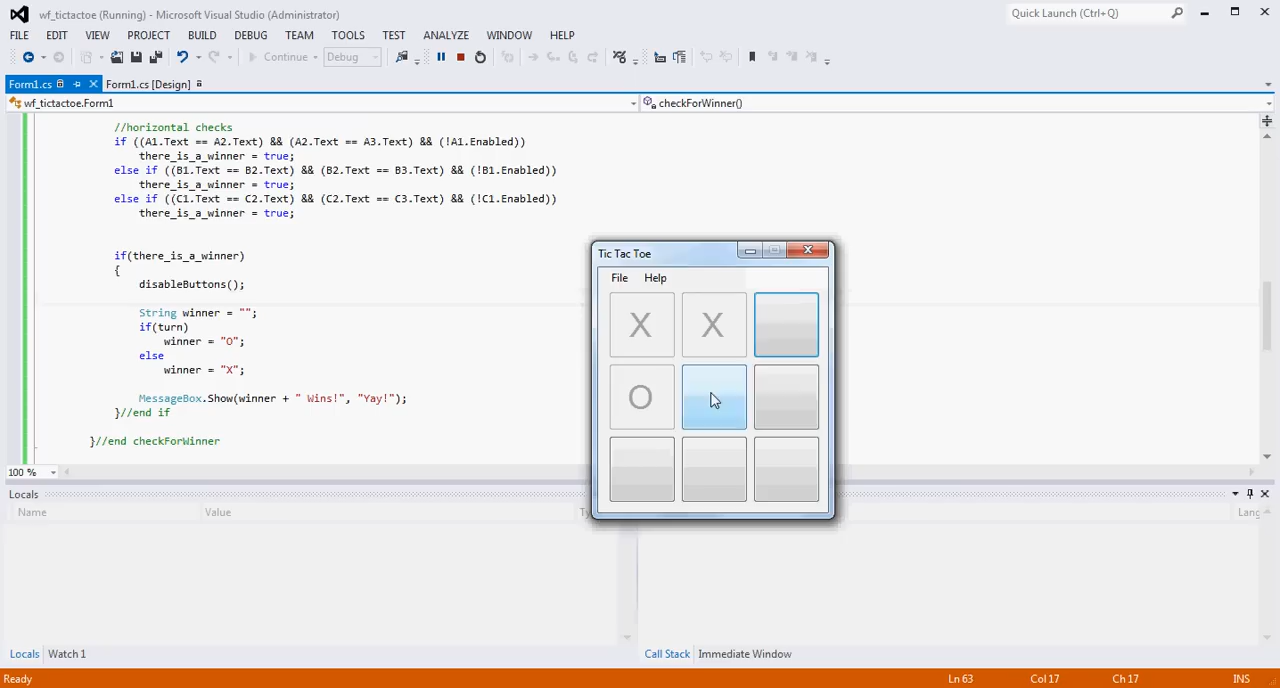 wf_tictactoe (Running) - Microsoft Visual Studio (Administrator)
Quick Launch (Ctrl+Q)
FILE EDIT VIEW PROJECT BUILD DEBUG TEAM TOOLS TEST ANALYZE WINDOW HELP
Continue Debug
Form1.cs Form1.cs [Design]
wf_tictactoe.Form1 checkForWinner()
//horizontal checks
if ((A1.Text == A2.Text) && (A2.Text == A3.Text) && (!A1.Enabled))
there_is_a_winner = true;
else if ((B1.Text == B2.Text) && (B2.Text == B3.Text) && (!B1.Enabled))
there_is_a_winner = true;
else if ((C1.Text == C2.Text) && (C2.Text == C3.Text) && (!C1.Enabled))
there_is_a_winner = true;
if(there_is_a_winner)
{
disableButtons();
String winner = "";
if(turn)
winner = "O";
else
winner = "X";
MessageBox.Show(winner + " Wins!", "Yay!");
}//end if
}//end checkForWinner
Tic Tac Toe
File Help
X X
O
100 %
Locals
Name Value Lang
Locals Watch 1 Call Stack Immediate Window
Ready Ln 63 Col 17 Ch 17 INS